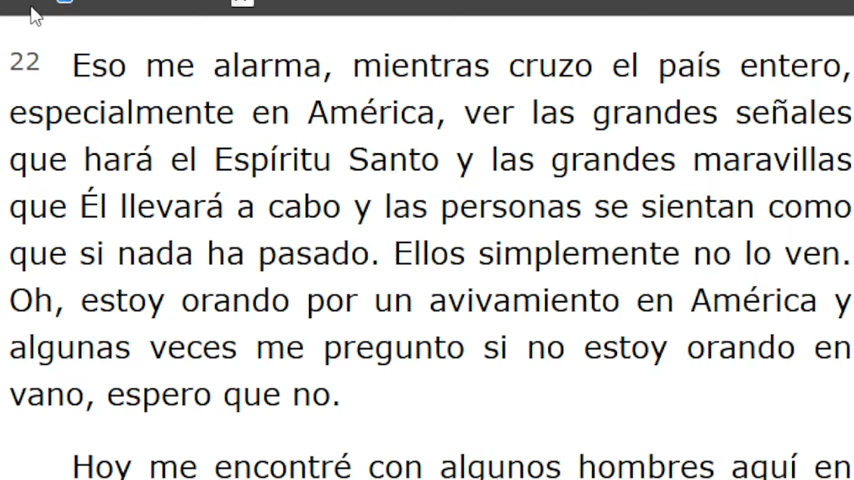 22 Eso me alarma, mientras cruzo el país entero,
especialmente en América, ver las grandes señales
que hará el Espíritu Santo y las grandes maravillas
que Él llevará a cabo y las personas se sientan como
que si nada ha pasado. Ellos simplemente no lo ven.
Oh, estoy orando por un avivamiento en América y
algunas veces me pregunto si no estoy orando en
vano, espero que no.
Hoy me encontré con algunos hombres aquí en